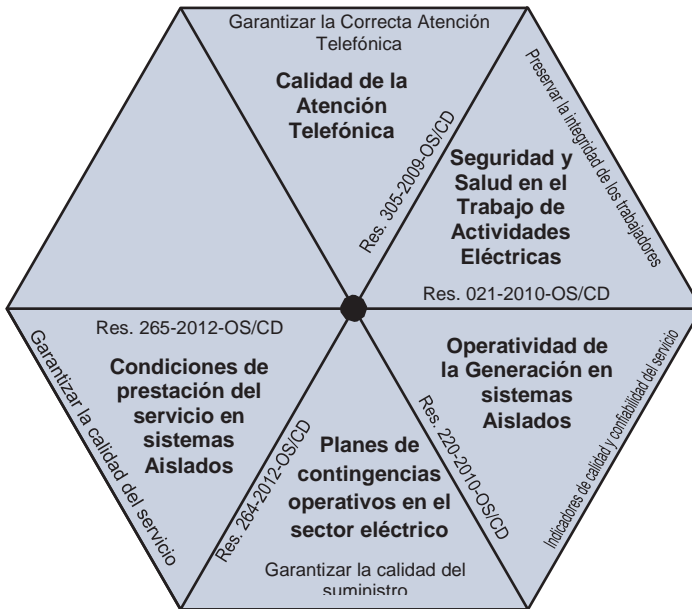 Garantizar la Correcta Atención
Telefónica
Calidad de la
Atención
Telefónica
Res. 305-2009-OS/CD
Preservar la integridad de los trabajadores
Seguridad y
Salud en el
Trabajo de
Actividades
Eléctricas
Res. 021-2010-OS/CD
Operatividad de
la Generación en
sistemas
Aislados
Indicadores de calidad y confiabilidad del servicio
Res. 220-2010-OS/CD
Planes de
contingencias
operativos en el
sector eléctrico
Garantizar la calidad del
suministro
Res. 264-2012-OS/CD
Res. 265-2012-OS/CD
Condiciones de
prestación del
servicio en
sistemas
Aislados
Garantizar la calidad del servicio